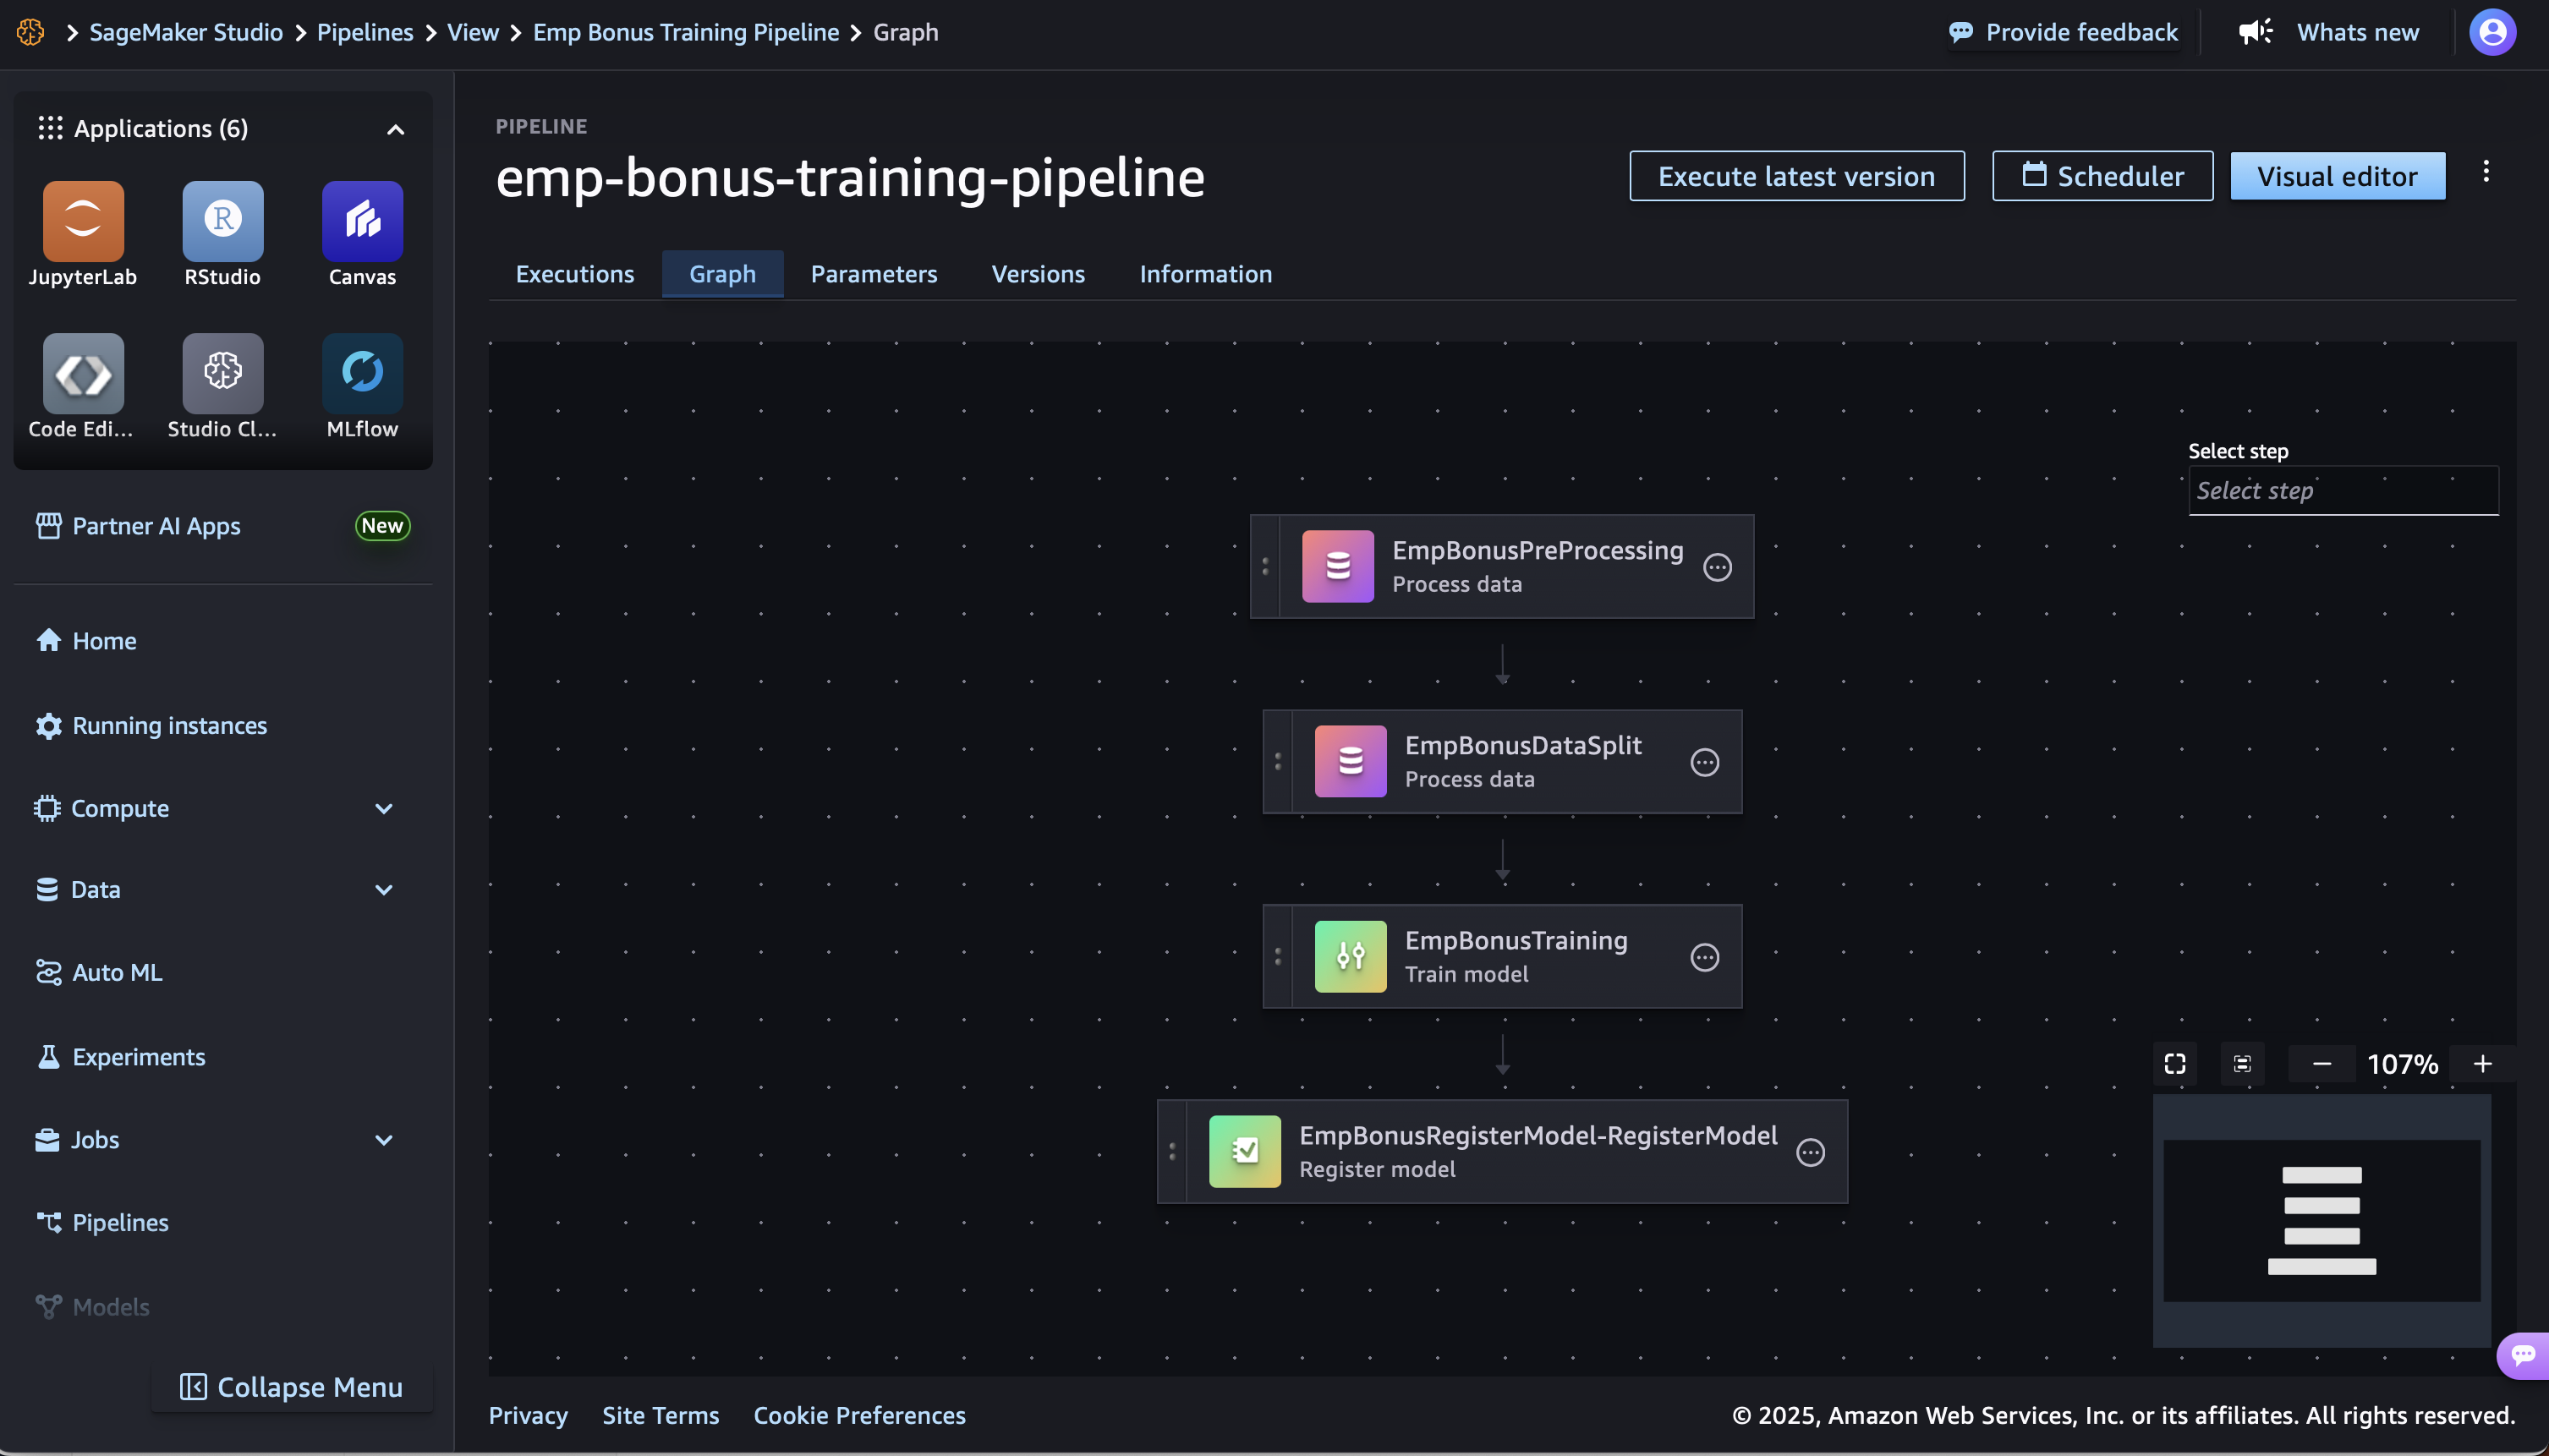 SageMaker Studio > Pipelines > View > Emp Bonus Training Pipeline > Graph
Provide feedback
Whats new
Applications (6)
JupyterLab
RStudio
R
Canvas
Code Edi...
Studio Cl...
MLflow
Partner AI Apps
New
Home
Running instances
Compute
Data
Auto ML
Experiments
Jobs
Pipelines
Models
Collapse Menu
PIPELINE
emp-bonus-training-pipeline
Execute latest version
Scheduler
Visual editor
Executions
Graph
Parameters
Versions
Information
Select step
Select step
EmpBonusPreProcessing
Process data
EmpBonusDataSplit
Process data
EmpBonusTraining
Train model
EmpBonusRegisterModel-RegisterModel
Register model
107%
Privacy
Site Terms
Cookie Preferences
© 2025, Amazon Web Services, Inc. or its affiliates. All rights reserved.